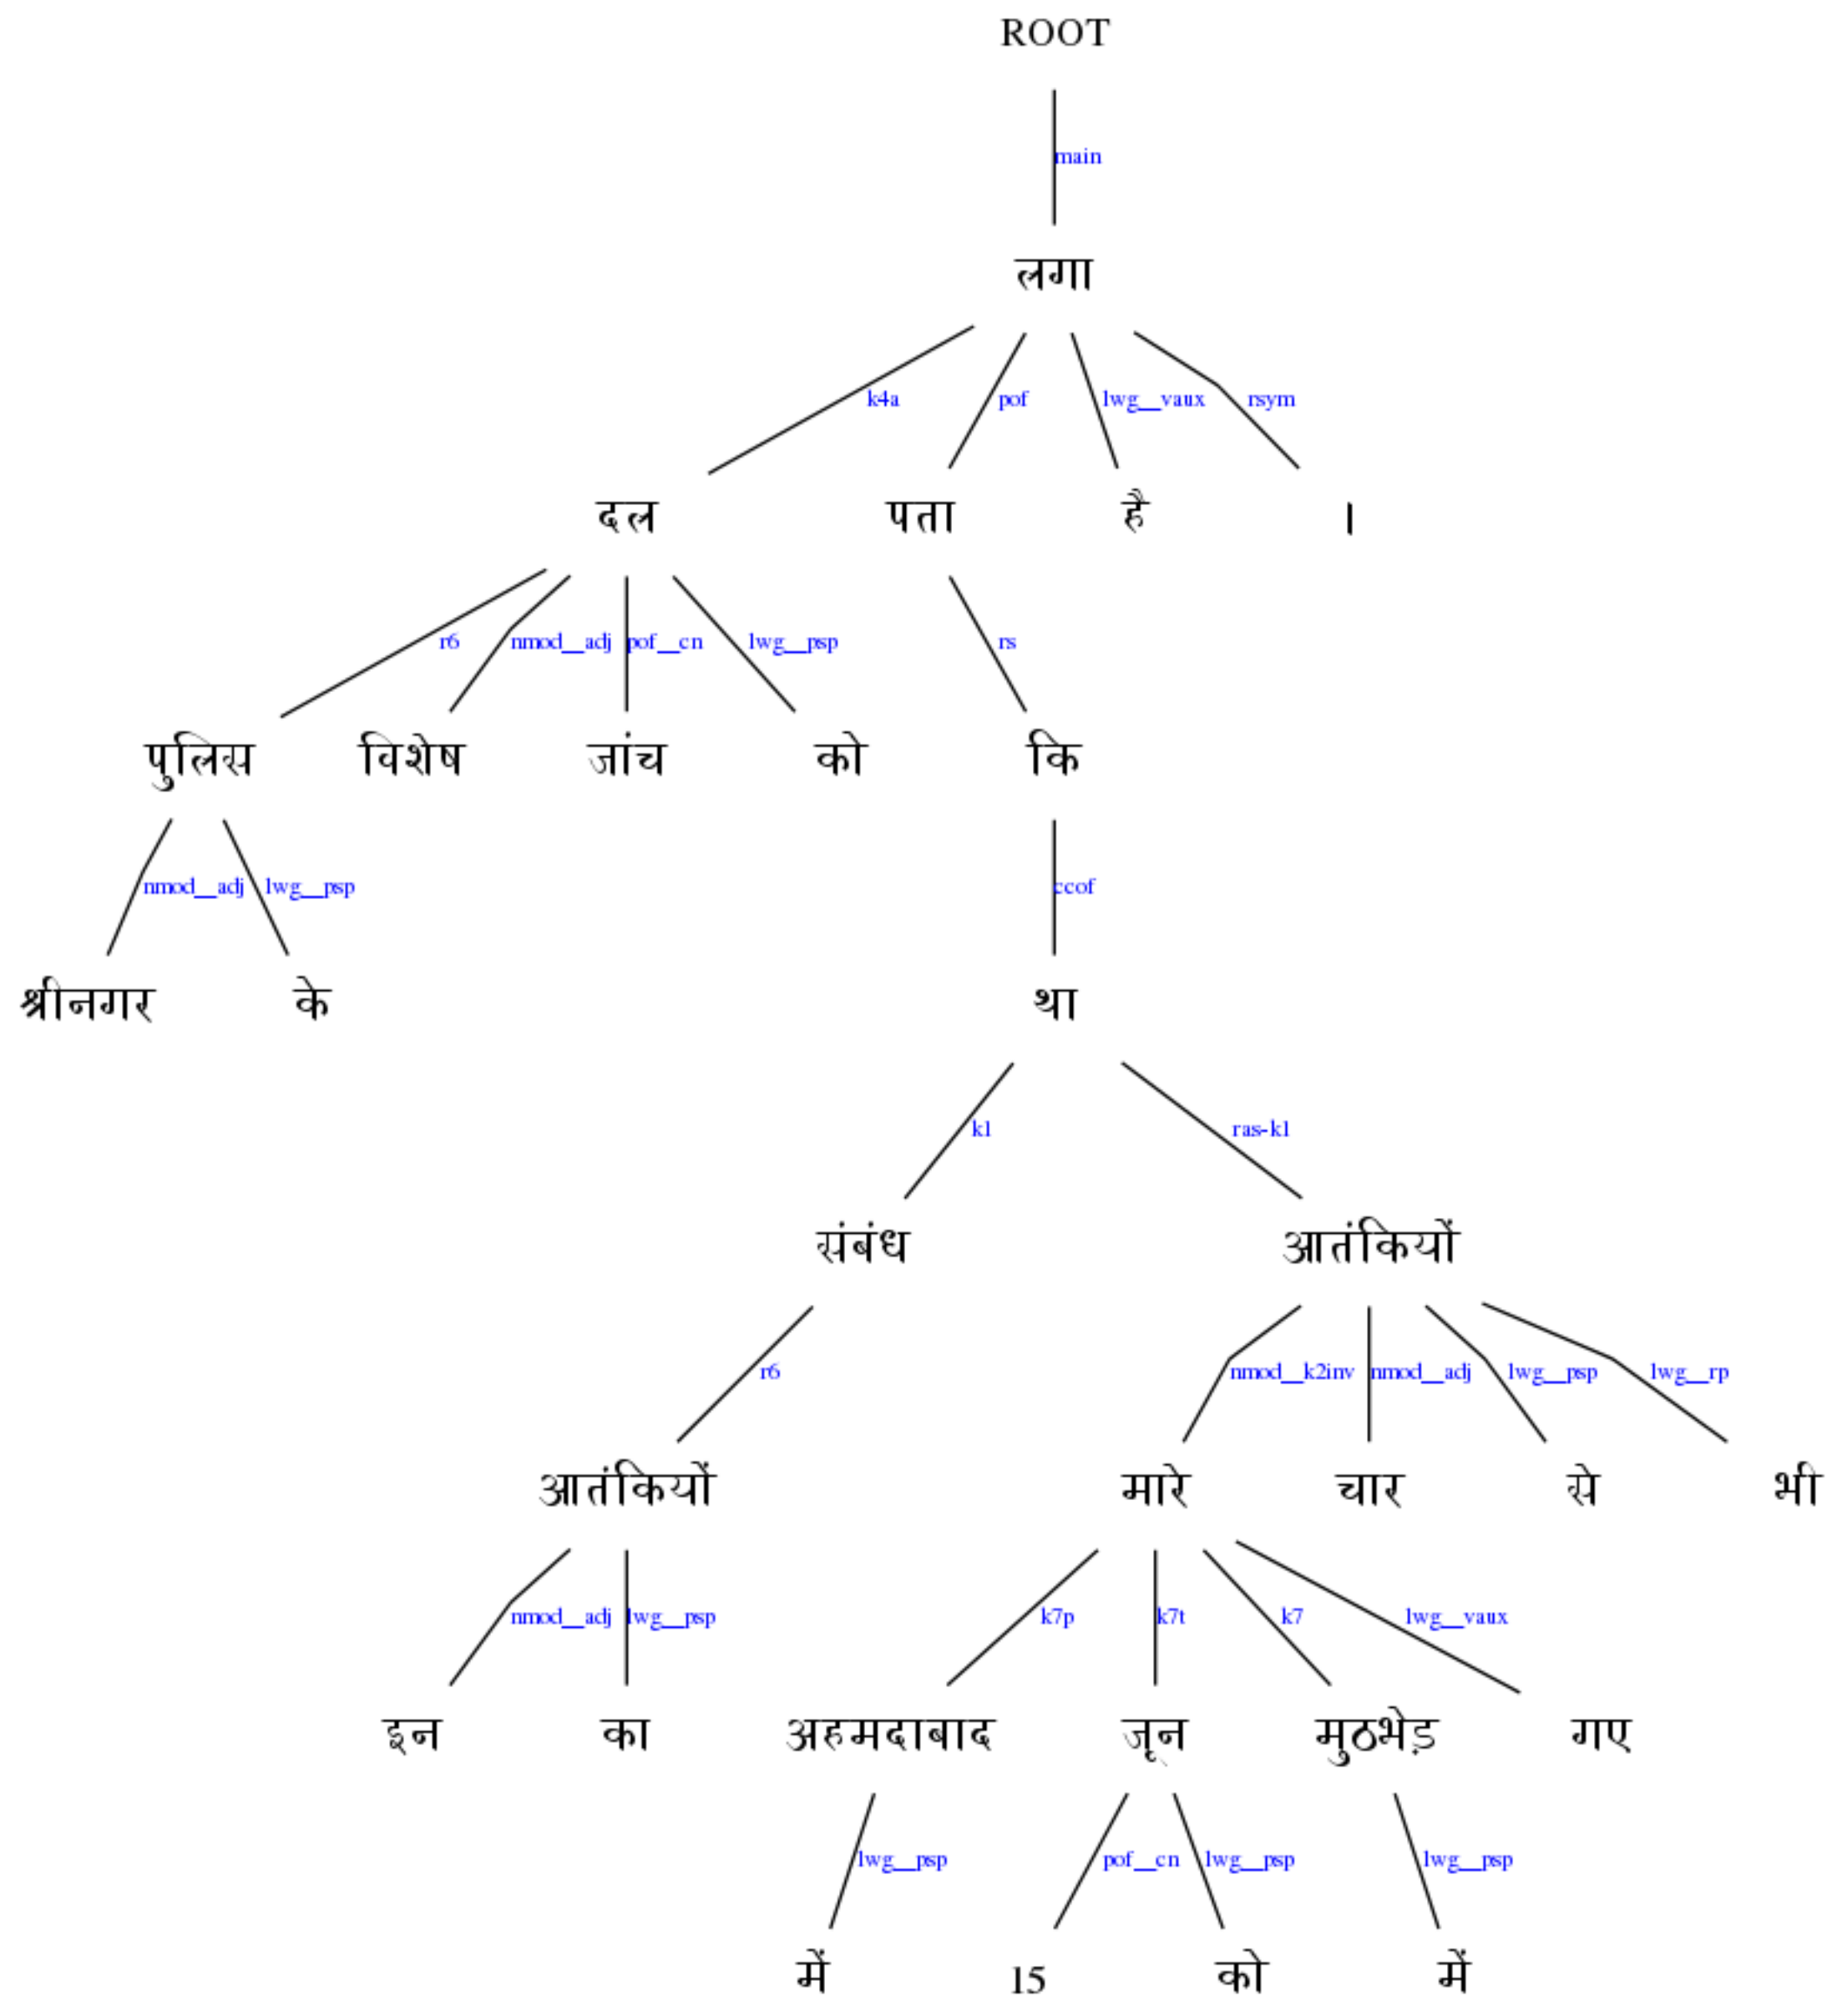 ROOT
main
लगा
k4a pof lwg__vaux rsym
दल पता है ।
r6 nmod__adj pof__cn lwg__psp rs
पुलिस विशेष जांच को कि
nmod__adj lwg__psp ccof
श्रीनगर के था
k1 ras-k1
संबंध आतंकियों
r6 nmod__k2inv nmod__adj lwg__psp lwg__rp
आतंकियों मारे चार से भी
nmod__adj lwg__psp k7p k7t k7 lwg__vaux
इन का अहमदाबाद जून मुठभेड़ गए
lwg__psp pof__cn lwg__psp lwg__psp
में 15 को में